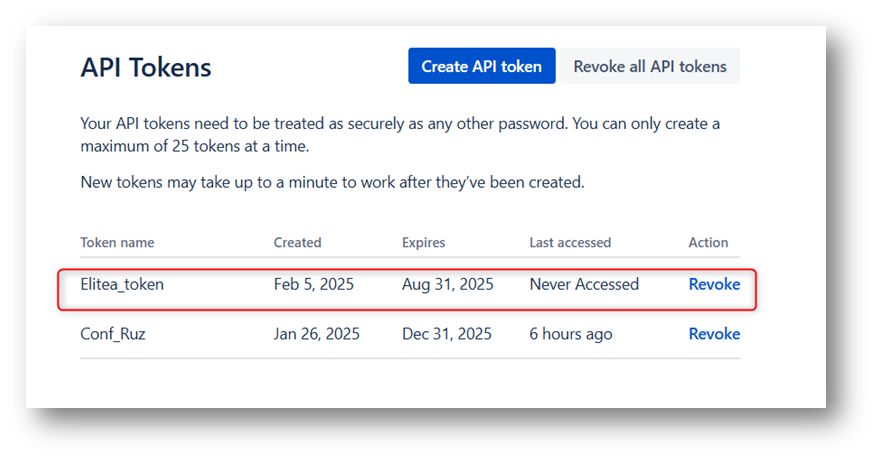 API Tokens
Create API token
Revoke all API tokens
Your API tokens need to be treated as securely as any other password. You can only create a
maximum of 25 tokens at a time.
New tokens may take up to a minute to work after they’ve been created.
Token name Created Expires Last accessed Action
Elitea_token Feb 5, 2025 Aug 31, 2025 Never Accessed Revoke
Conf_Ruz Jan 26, 2025 Dec 31, 2025 6 hours ago Revoke